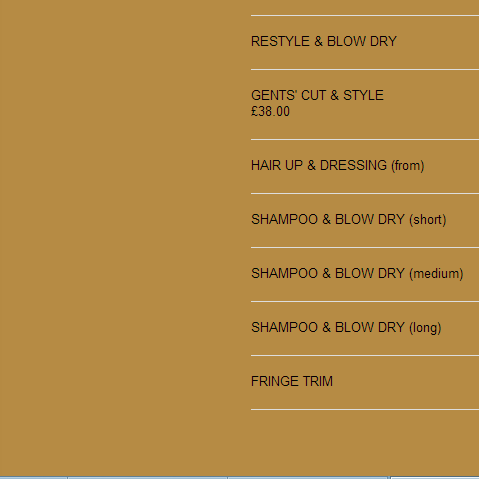 RESTYLE & BLOW DRY
GENTS' CUT & STYLE
£38.00
HAIR UP & DRESSING (from)
SHAMPOO & BLOW DRY (short)
SHAMPOO & BLOW DRY (medium)
SHAMPOO & BLOW DRY (long)
FRINGE TRIM